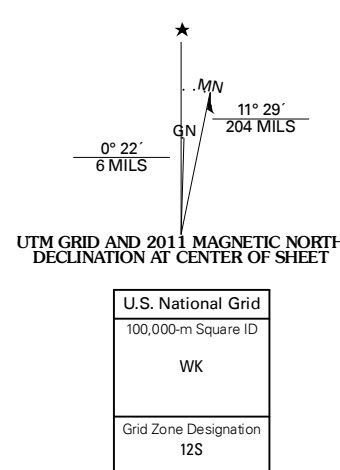 ★
MN
11° 29´
204 MILS
GN
0° 22´
6 MILS
UTM GRID AND 2011 MAGNETIC NORTH
DECLINATION AT CENTER OF SHEET
U.S. National Grid
100,000-m Square ID
WK
Grid Zone Designation
12S